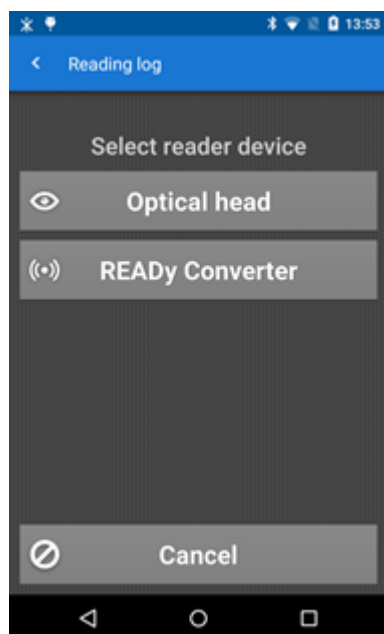 13:53
Reading log
Select reader device
Optical head
READy Converter
Cancel